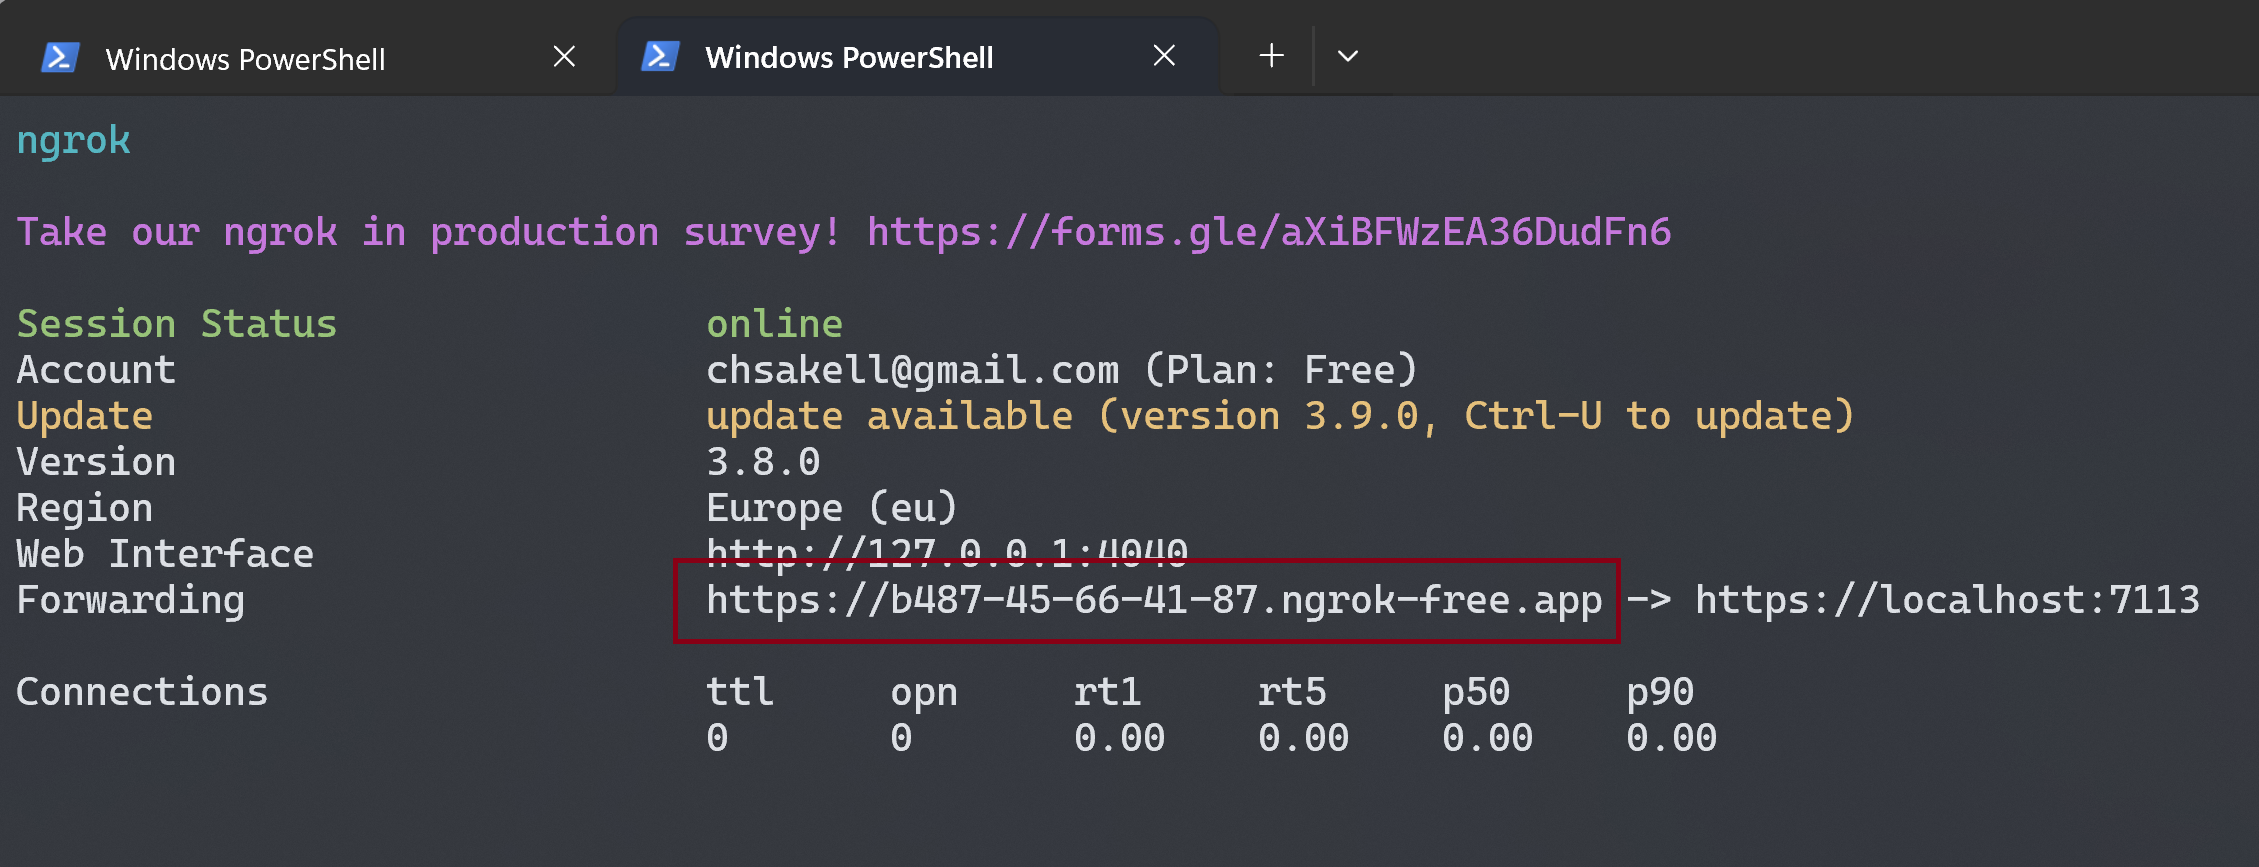 Windows PowerShell
Windows PowerShell
ngrok
Take our ngrok in production survey! https://forms.gle/aXiBFWzEA36DudFn6
Session Status online
Account chsakell@gmail.com (Plan: Free)
Update update available (version 3.9.0, Ctrl-U to update)
Version 3.8.0
Region Europe (eu)
Web Interface http://127.0.0.1:4040
Forwarding https://b487-45-66-41-87.ngrok-free.app -> https://localhost:7113
Connections ttl opn rt1 rt5 p50 p90
0 0 0.00 0.00 0.00 0.00